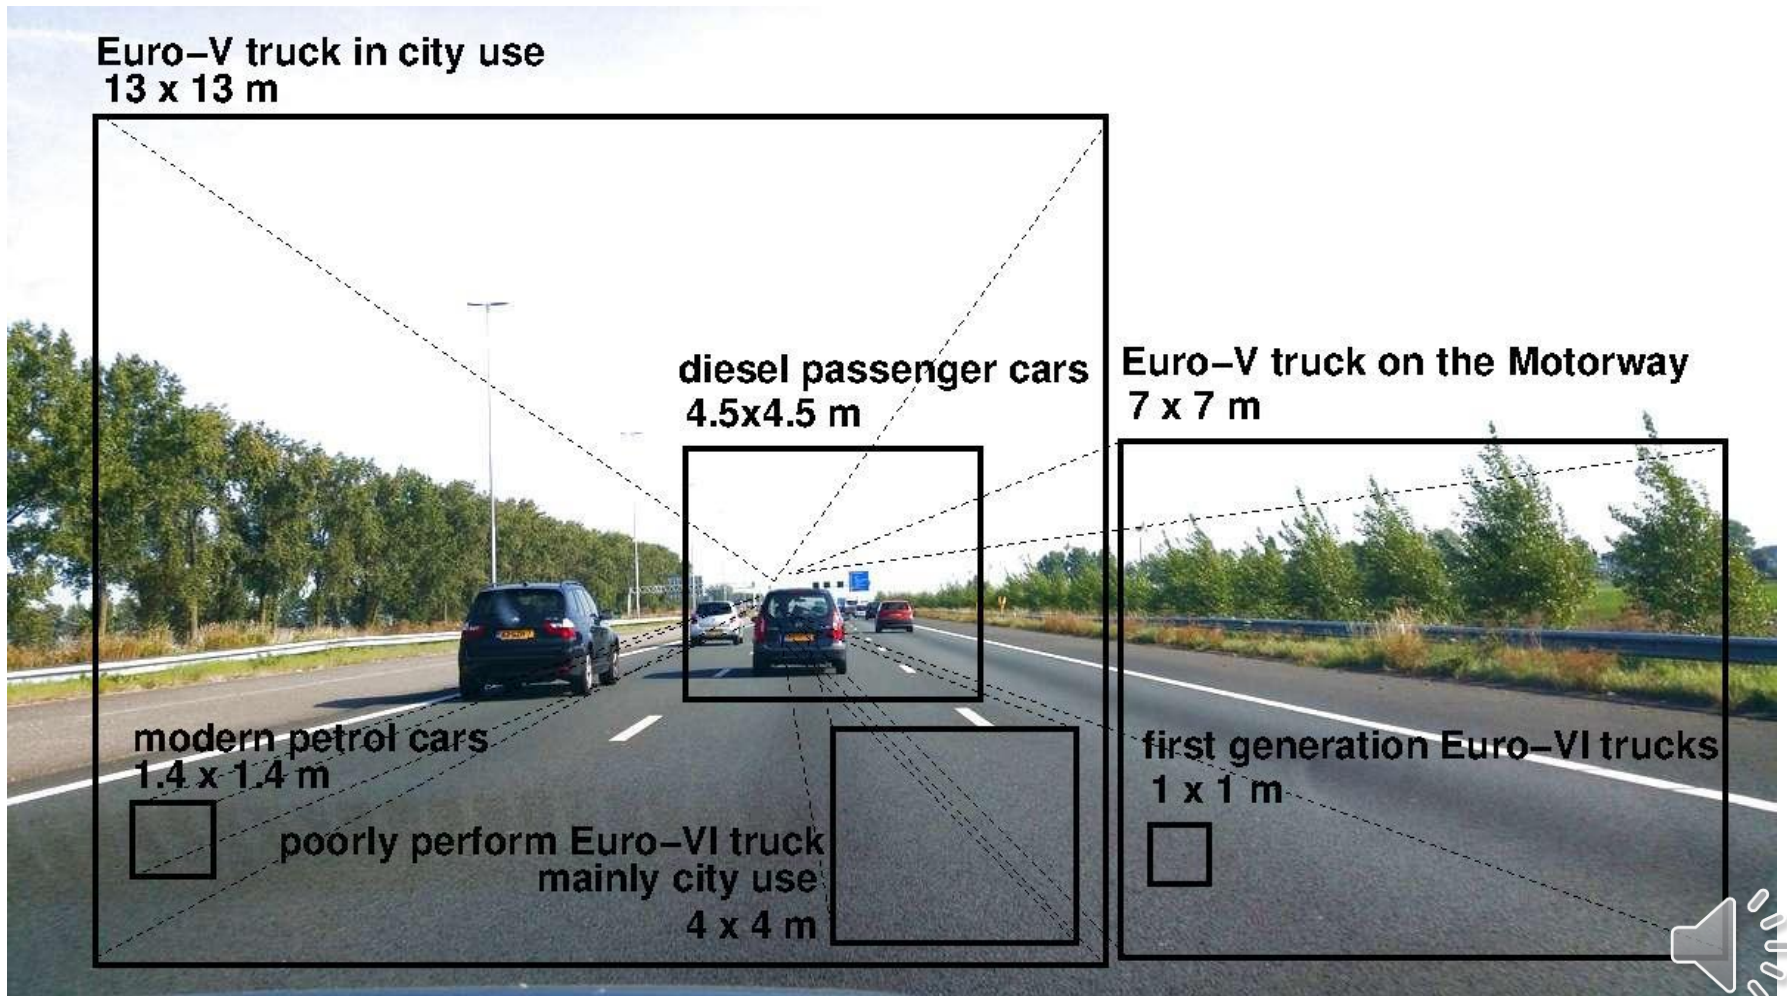 Euro–V truck in city use
13 x 13 m
diesel passenger cars
4.5x4.5 m
Euro–V truck on the Motorway
7 x 7 m
modern petrol cars
1.4 x 1.4 m
poorly perform Euro–VI truck
mainly city use
4 x 4 m
first generation Euro–VI trucks
1 x 1 m